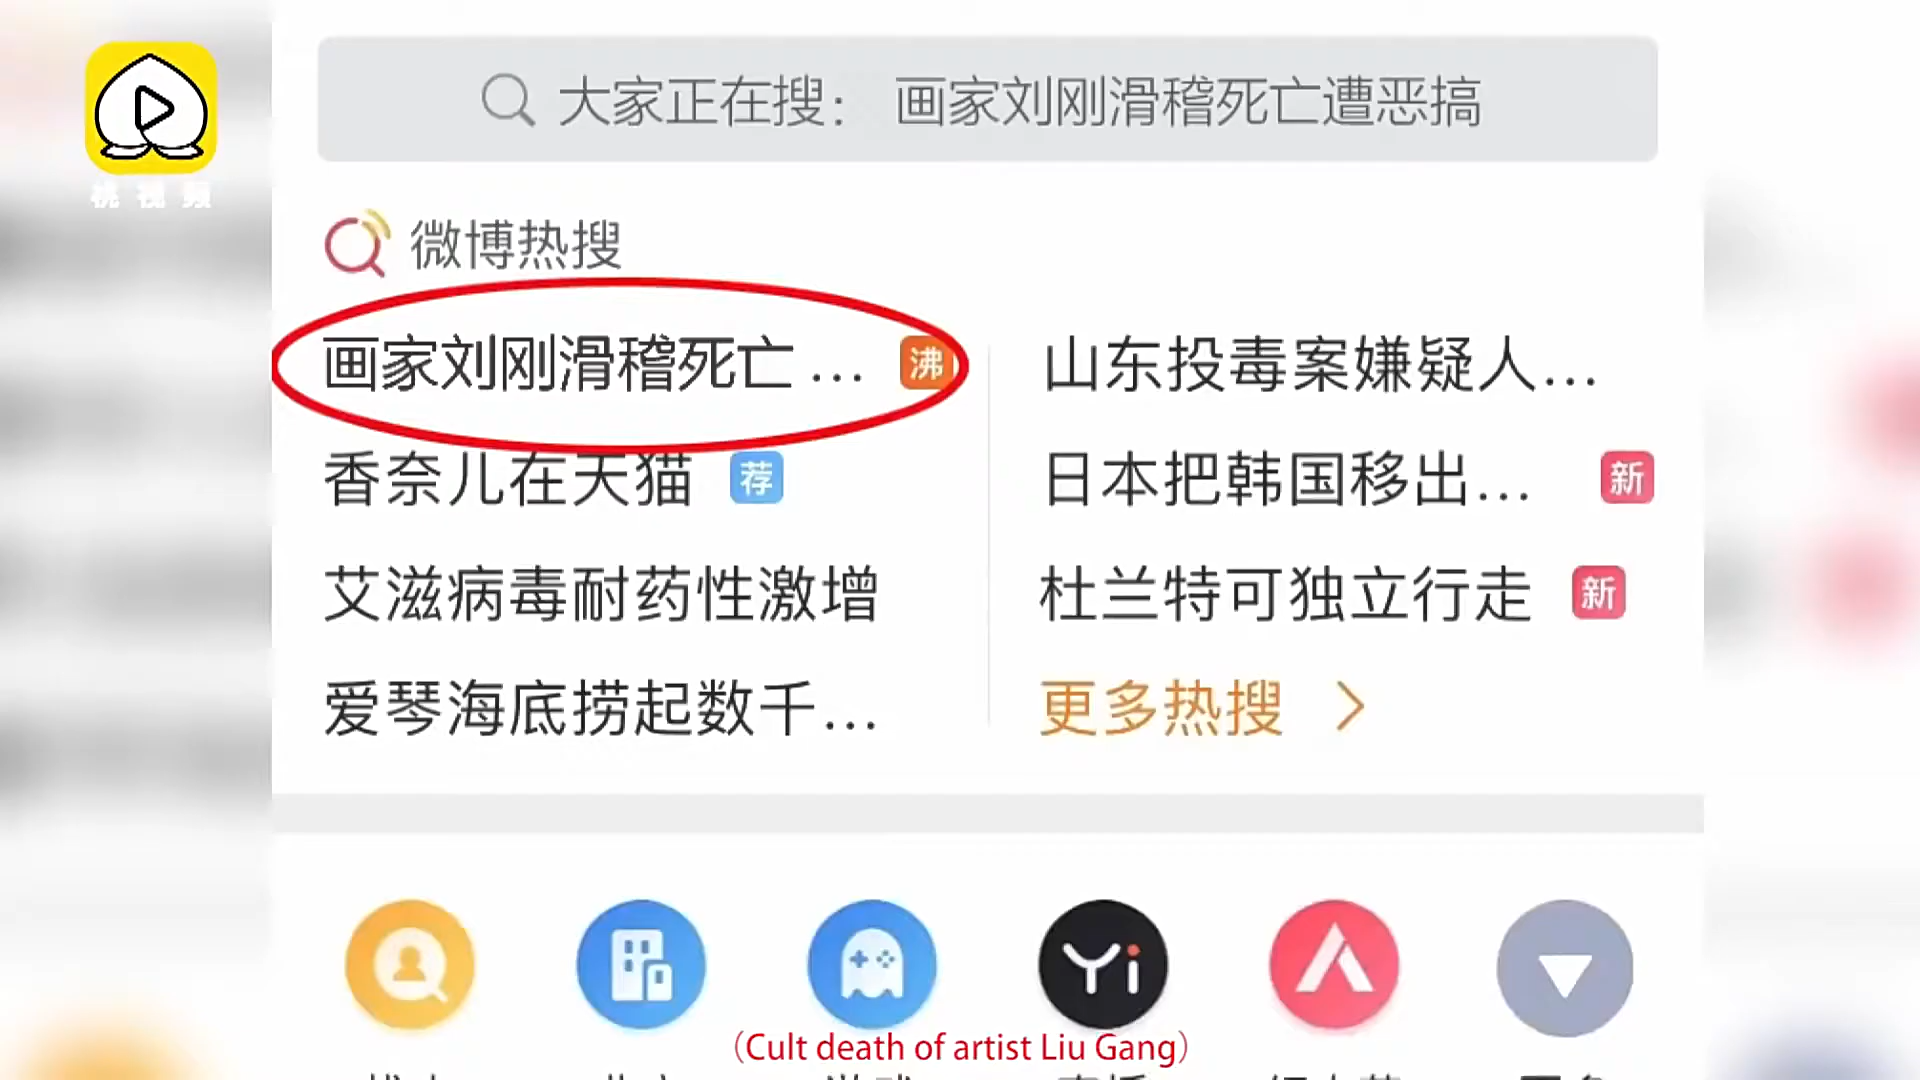 桃视频
大家正在搜： 画家刘刚滑稽死亡遭恶搞
微博热搜
画家刘刚滑稽死亡... 沸
山东投毒案嫌疑人...
香奈儿在天猫 荐
日本把韩国移出... 新
艾滋病毒耐药性激增
杜兰特可独立行走 新
爱琴海底捞起数千...
更多热搜
Yi
（Cult death of artist Liu Gang）